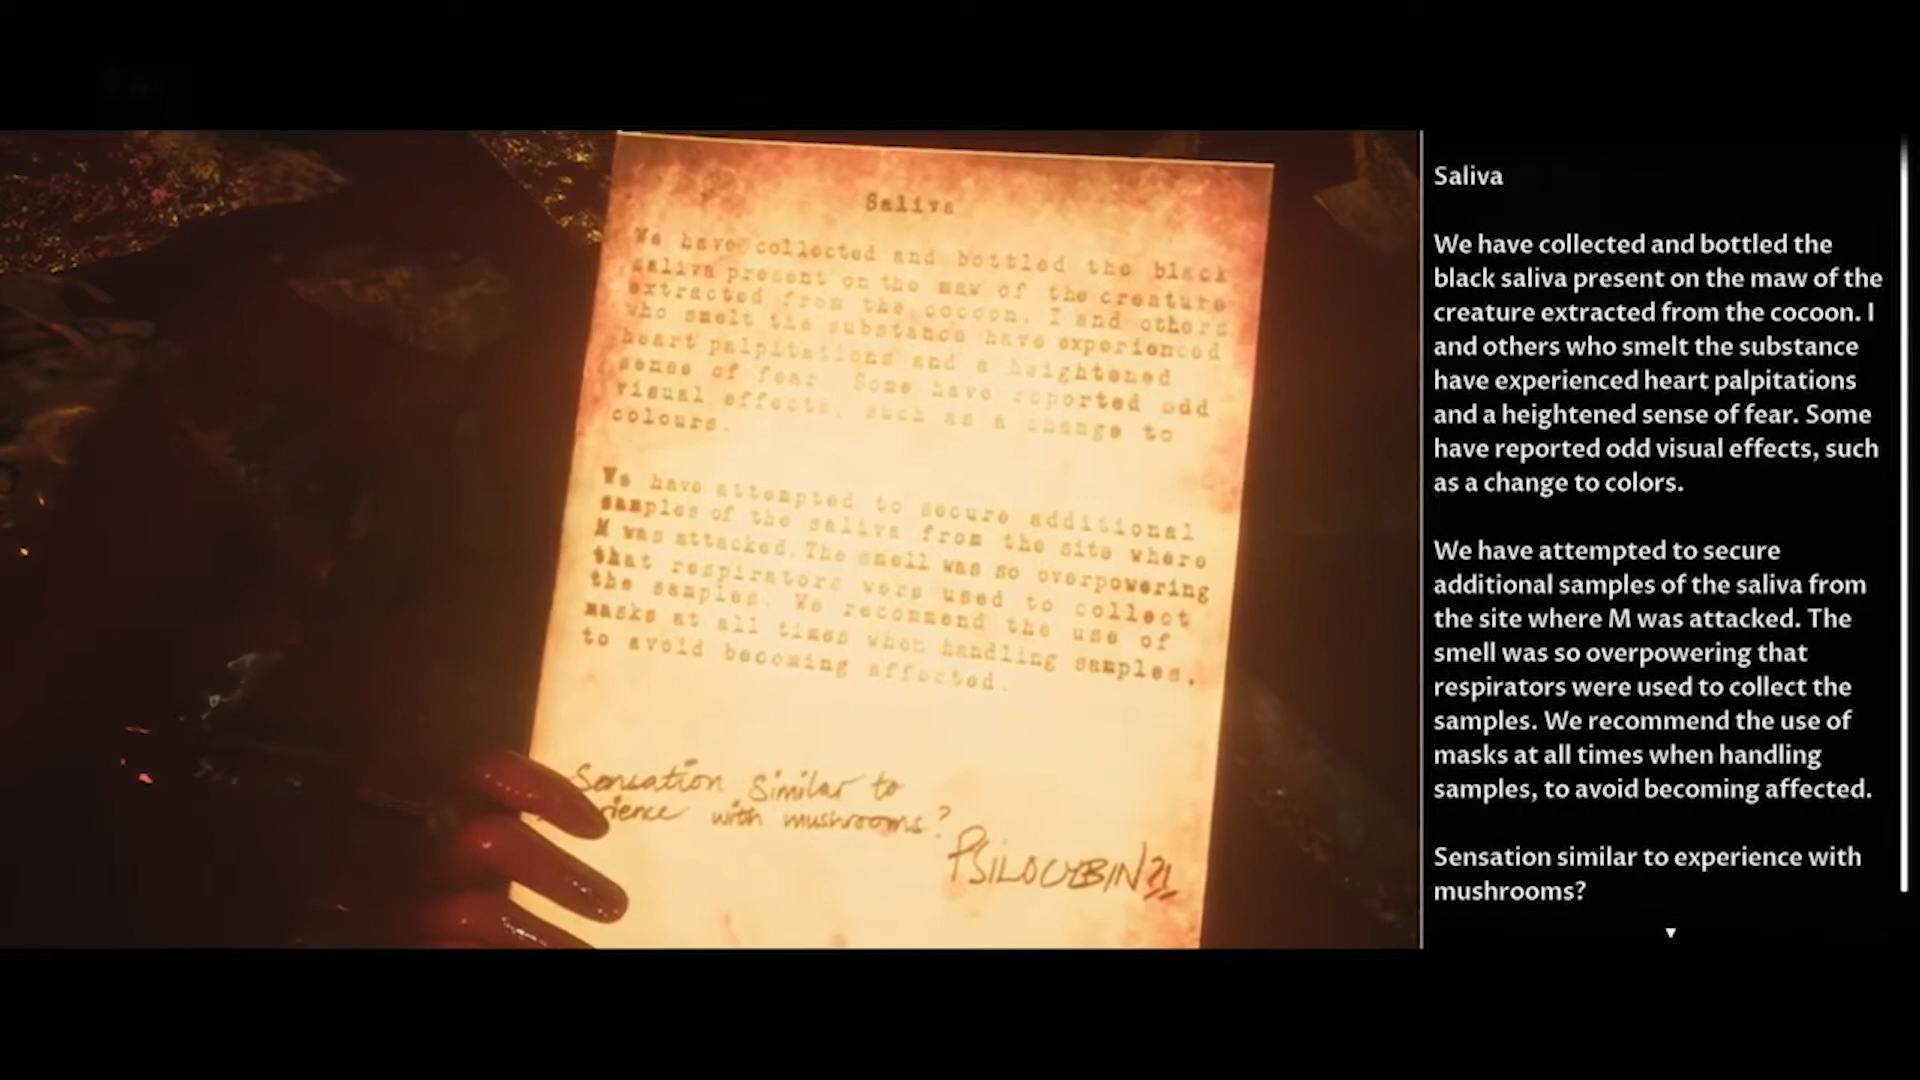 Saliva
We have collected and bottled the black
saliva present on the maw of the creature
extracted from the cocoon. I and others
who smelt the substance have experienced
heart palpitations and a heightened
sense of fear. Some have reported odd
visual effects, such as a change to
colours.
We have attempted to secure additional
samples of the saliva from the site where
M was attacked. The smell was so overpowering
that respirators were used to collect
the samples. We recommend the use of
masks at all times when handling samples,
to avoid becoming affected.
Sensation Similar to
rience with mushrooms?
PSILOCYBIN?!
Saliva
We have collected and bottled the
black saliva present on the maw of the
creature extracted from the cocoon. I
and others who smelt the substance
have experienced heart palpitations
and a heightened sense of fear. Some
have reported odd visual effects, such
as a change to colors.
We have attempted to secure
additional samples of the saliva from
the site where M was attacked. The
smell was so overpowering that
respirators were used to collect the
samples. We recommend the use of
masks at all times when handling
samples, to avoid becoming affected.
Sensation similar to experience with
mushrooms?